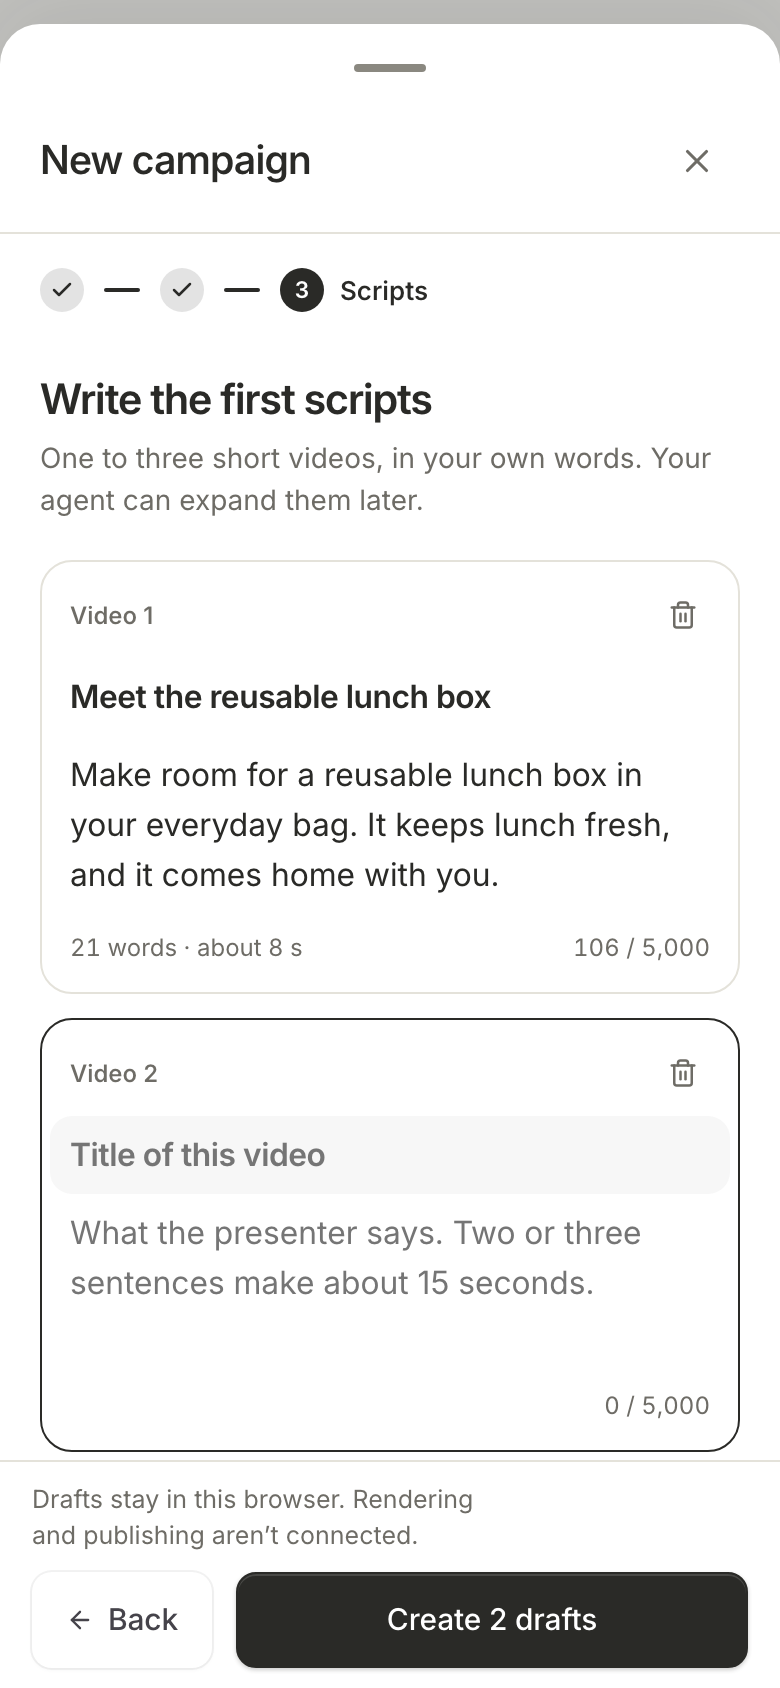 New campaign
3 Scripts
Write the first scripts
One to three short videos, in your own words. Your
agent can expand them later.
Video 1
Meet the reusable lunch box
Make room for a reusable lunch box in
your everyday bag. It keeps lunch fresh,
and it comes home with you.
21 words · about 8 s 106 / 5,000
Video 2
Title of this video
What the presenter says. Two or three
sentences make about 15 seconds.
0 / 5,000
Drafts stay in this browser. Rendering
and publishing aren’t connected.
Back Create 2 drafts